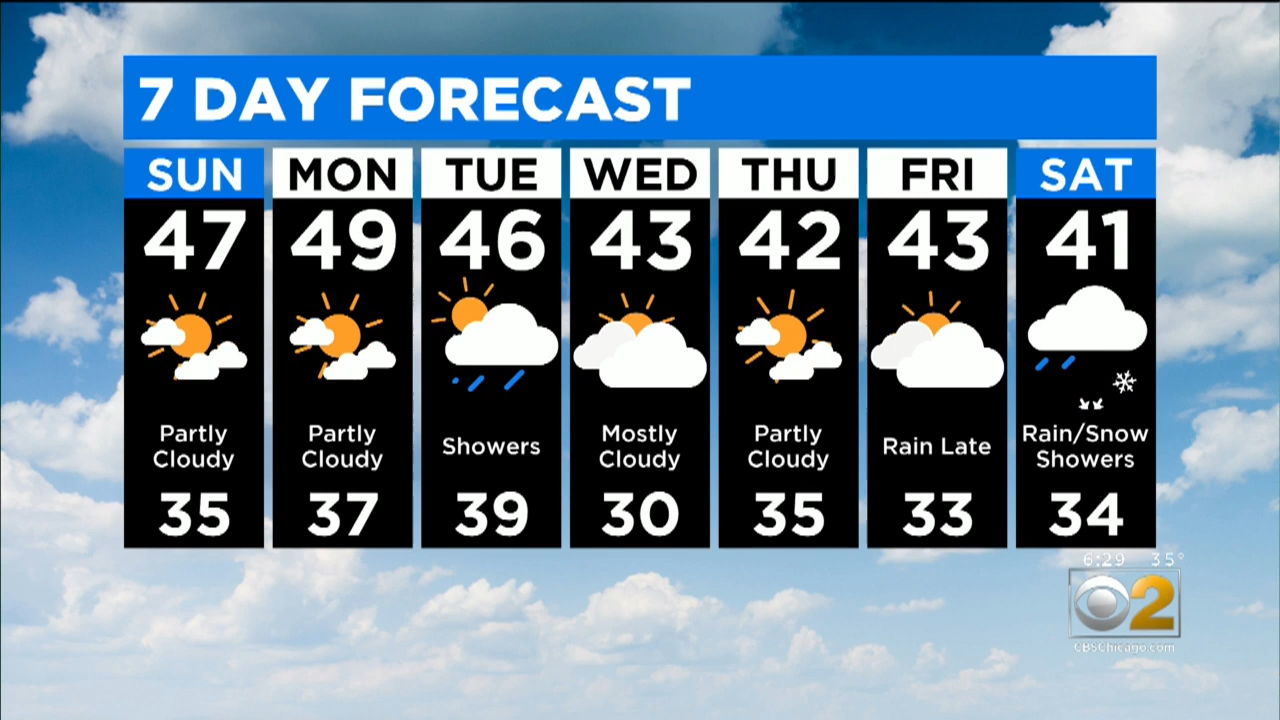 7 DAY FORECAST
SUN MON TUE WED THU FRI SAT
47 49 46 43 42 43 41
Partly Cloudy
Partly Cloudy
Showers
Mostly Cloudy
Partly Cloudy
Rain Late
Rain/Snow Showers
35 37 39 30 35 33 34
6:29 35°
2
CBSChicago.com